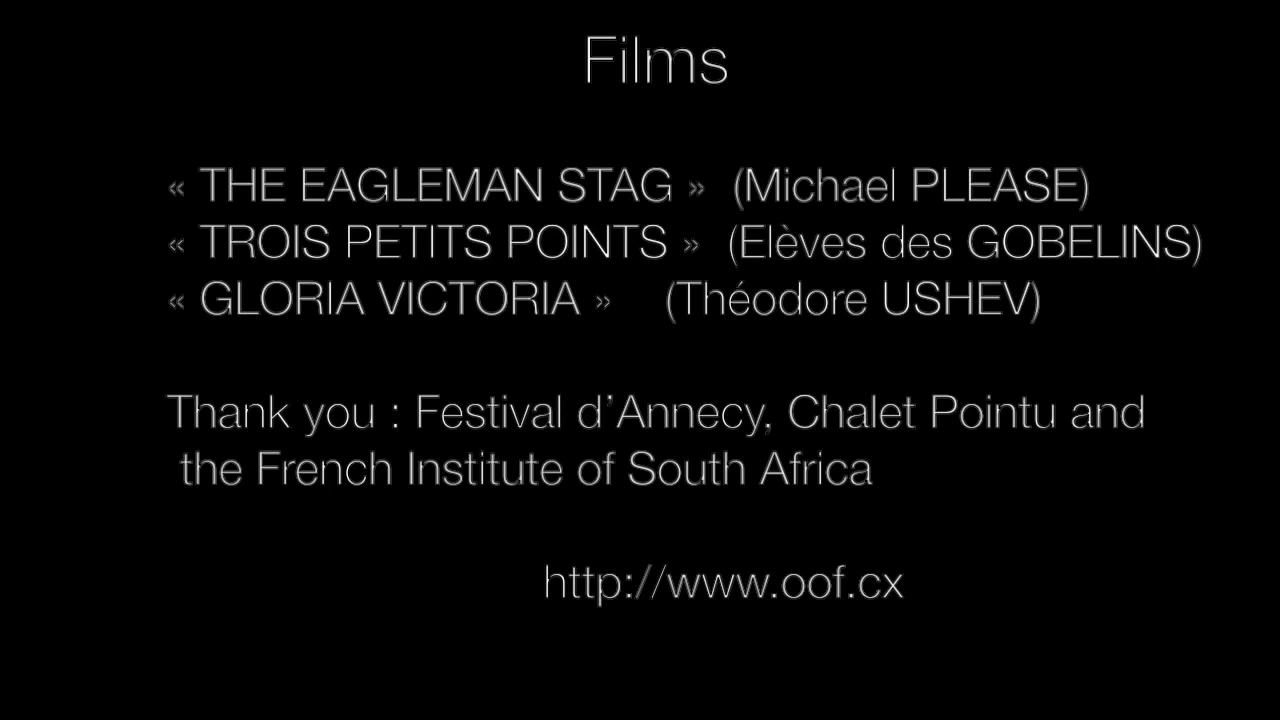 Films
« THE EAGLEMAN STAG » (Michael PLEASE)
« TROIS PETITS POINTS » (Elèves des GOBELINS)
« GLORIA VICTORIA » (Théodore USHEV)
Thank you : Festival d’Annecy, Chalet Pointu and
the French Institute of South Africa
http://www.oof.cx